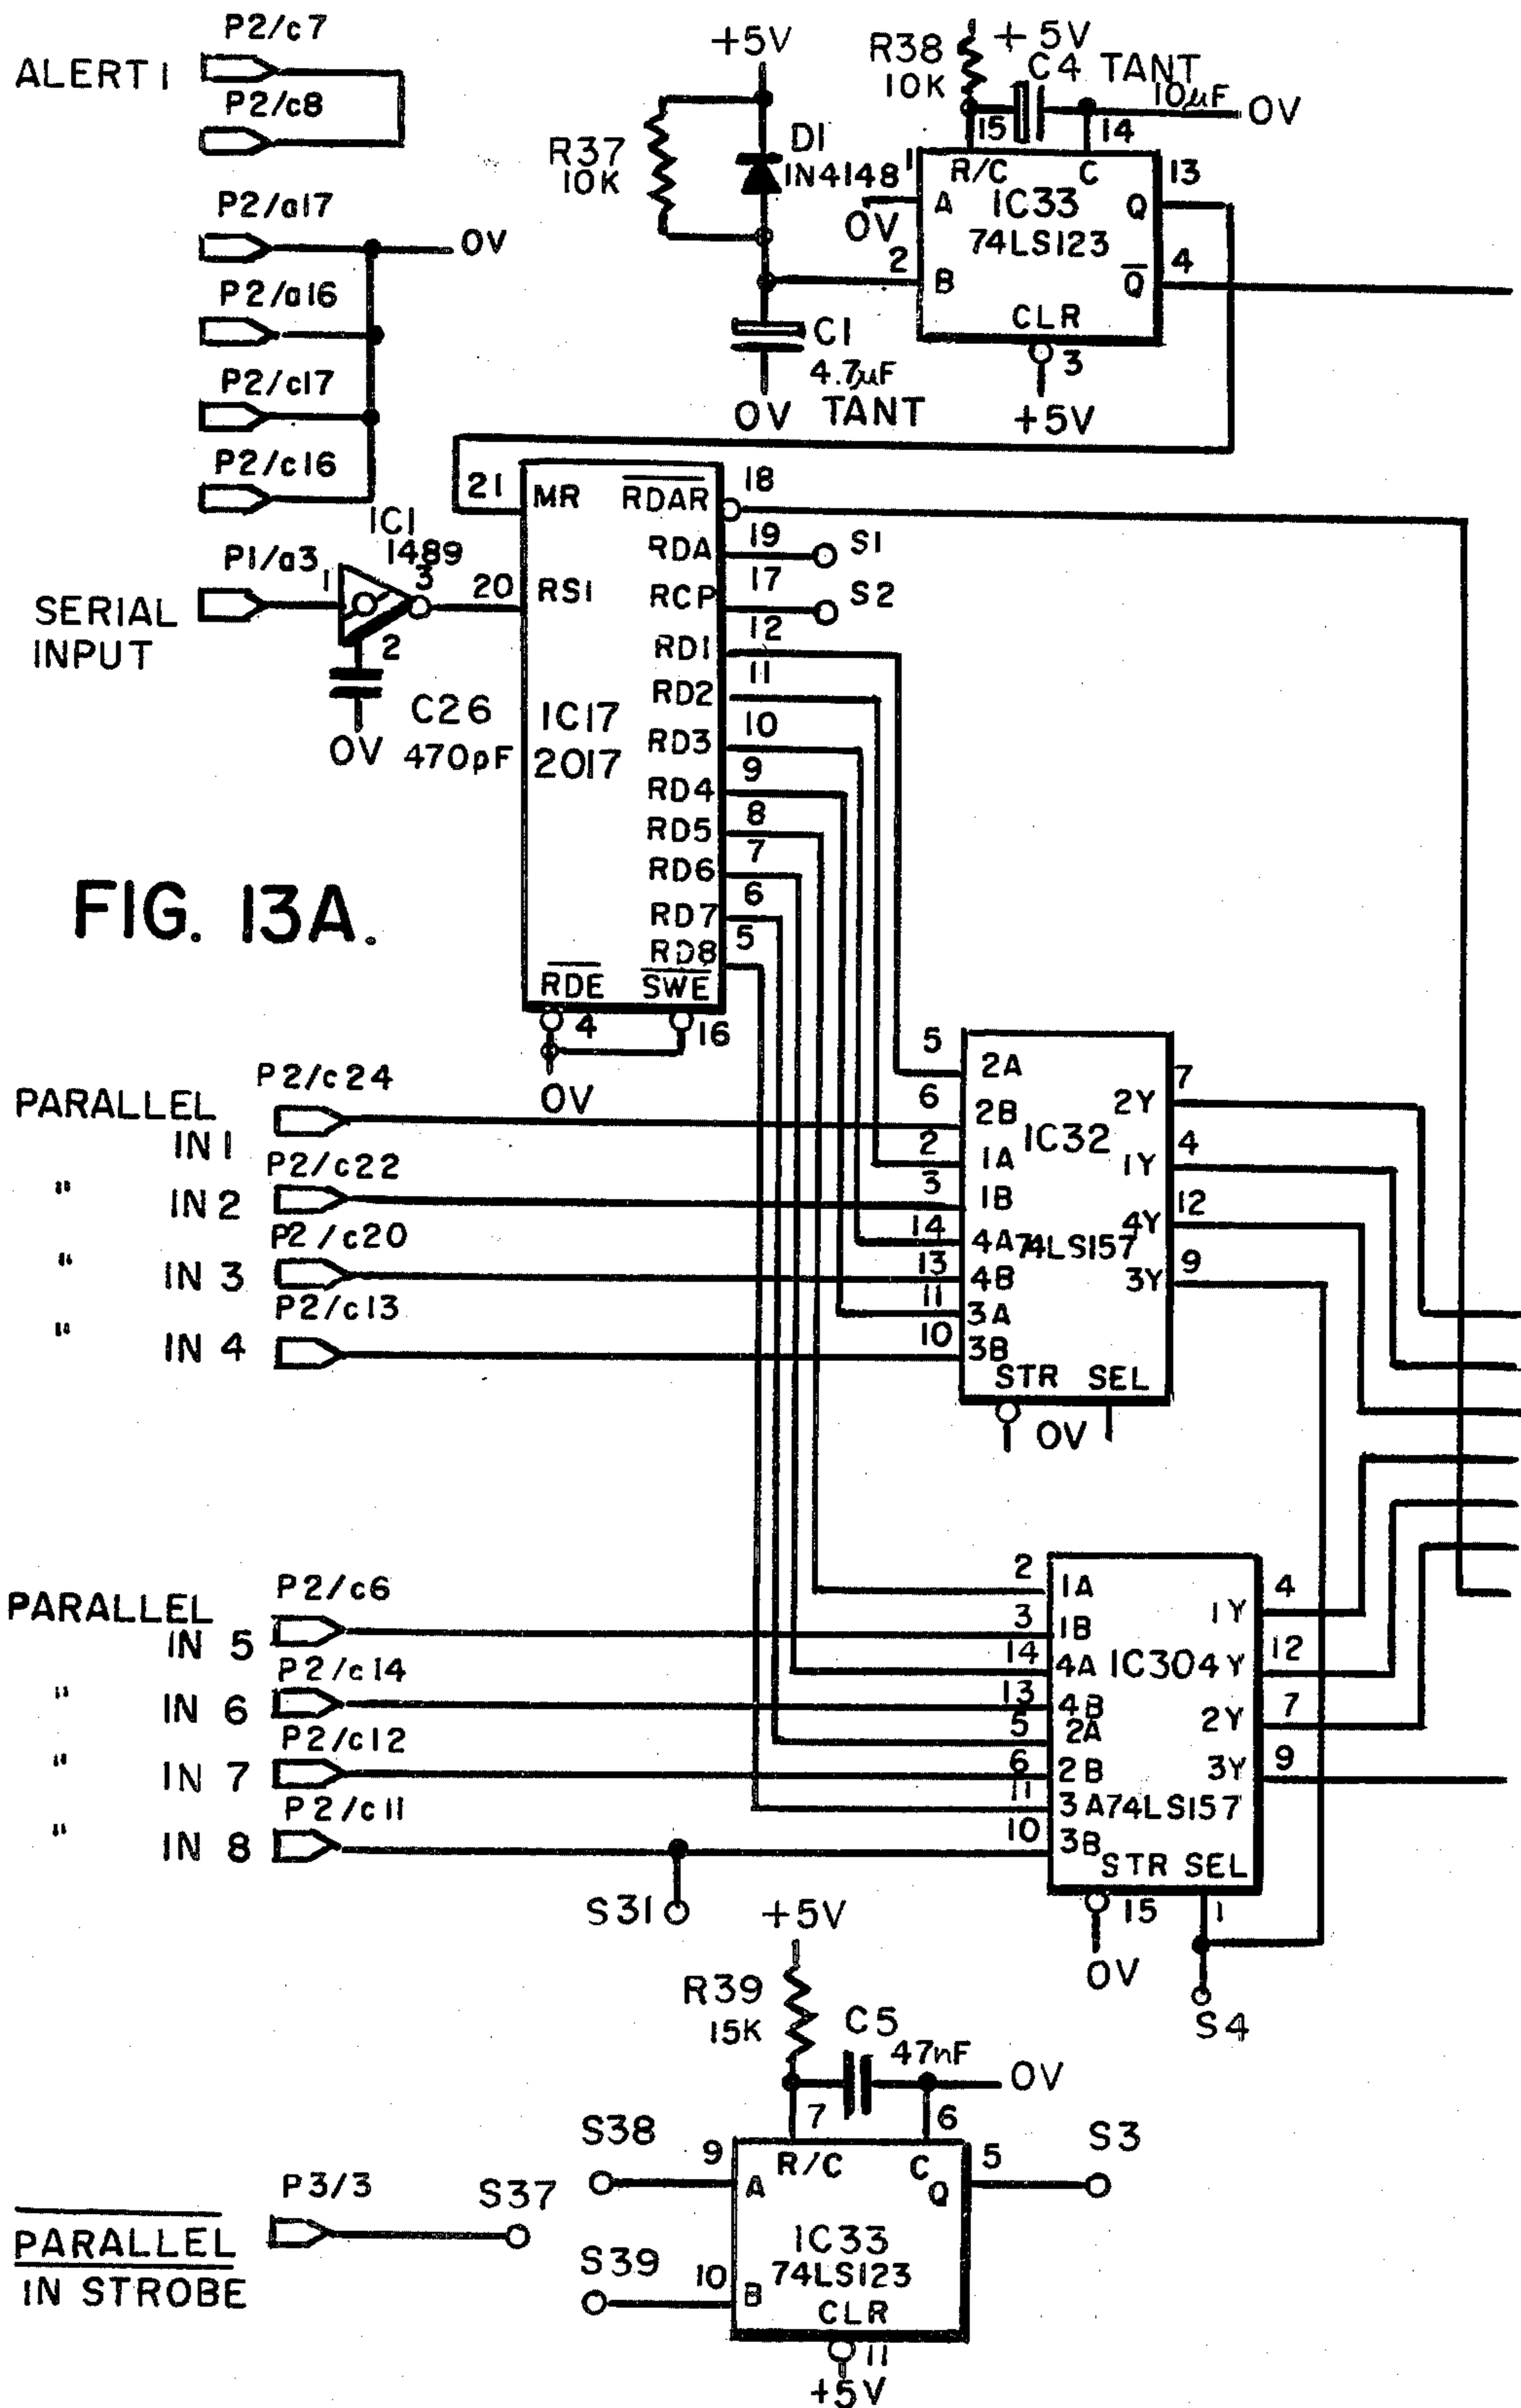 P2/c7
ALERT 1
P2/c8
P2/a17
0V
P2/a16
P2/c17
P2/c16
+5V
R37
10K
D1
1N4148
C1
4.7µF
TANT
0V
R38
10K
+5V
C4 TANT
10µF
0V
15
14
1
R/C
C
13
A
IC33
Q
0V
74LS123
2
B
Q̅
4
CLR
3
+5V
IC1
1489
P1/a3
1
3
SERIAL
INPUT
2
C26
470pF
0V
21
MR
R̅D̅A̅R̅
18
RDA
19
S1
20
RSI
RCP
17
S2
RD1
12
RD2
11
IC17
2017
RD3
10
RD4
9
RD5
8
RD6
7
RD7
6
RD8
5
R̅D̅E̅
S̅W̅E̅
4
16
0V
FIG. 13A.
PARALLEL
IN 1
P2/c24
" IN 2
P2/c22
" IN 3
P2/c20
" IN 4
P2/c13
5
2A
7
6
2B
2Y
IC32
2
1A
1Y
4
3
1B
12
14
4A
74LS157
4Y
13
4B
3Y
9
11
3A
10
3B
STR SEL
0V
PARALLEL
IN 5
P2/c6
" IN 6
P2/c14
" IN 7
P2/c12
" IN 8
P2/c11
2
1A
4
3
1B
1Y
14
4A
IC30
4Y
12
13
4B
5
2A
2Y
7
6
2B
3Y
9
11
3A
74LS157
10
3B
STR SEL
15
1
0V
S4
S31
+5V
R39
15K
C5
47nF
0V
7
6
S38
9
R/C
C
5
S3
A
Q
P3/3
S37
P̅A̅R̅A̅L̅L̅E̅L̅
I̅N̅ S̅T̅R̅O̅B̅E̅
IC33
S39
10
B
74LS123
CLR
11
+5V